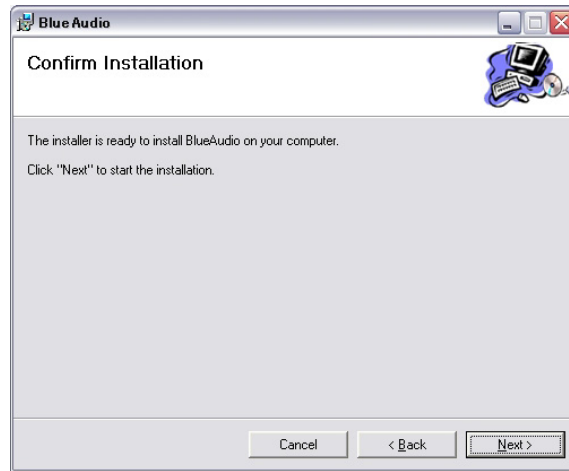 Blue Audio
Confirm Installation
The installer is ready to install BlueAudio on your computer.
Click "Next" to start the installation.
Cancel
< Back
Next >